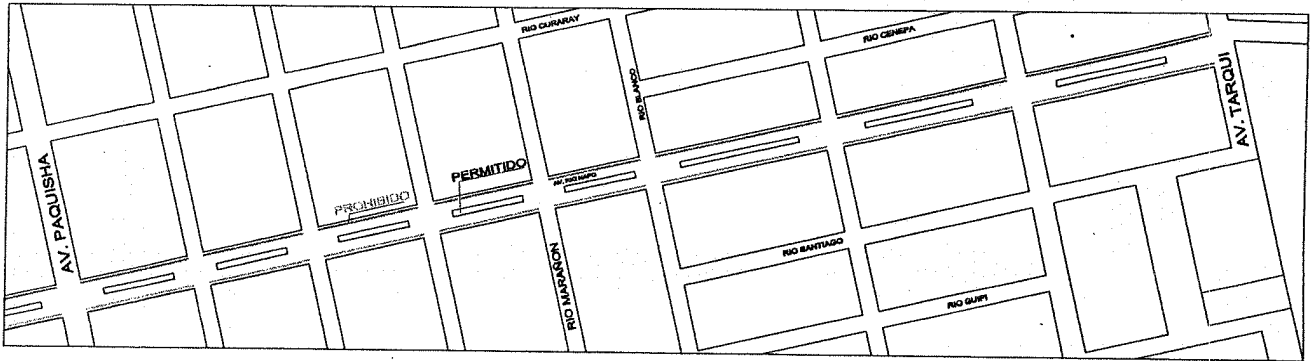 RIO CURARAY
RIO CENEPA
RIO BLANCO
AV. TARQUI
AV. PAQUISHA
PROHIBIDO
PERMITIDO
AV. RIO NAPO
RIO MARAÑON
RIO SANTIAGO
RIO QUIPI